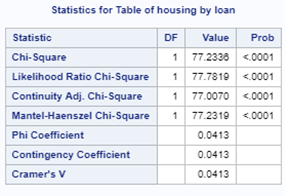 Statistics for Table of housing by loan
Statistic DF Value Prob
Chi-Square 1 77.2336 <.0001
Likelihood Ratio Chi-Square 1 77.7819 <.0001
Continuity Adj. Chi-Square 1 77.0070 <.0001
Mantel-Haenszel Chi-Square 1 77.2319 <.0001
Phi Coefficient 0.0413
Contingency Coefficient 0.0413
Cramer's V 0.0413